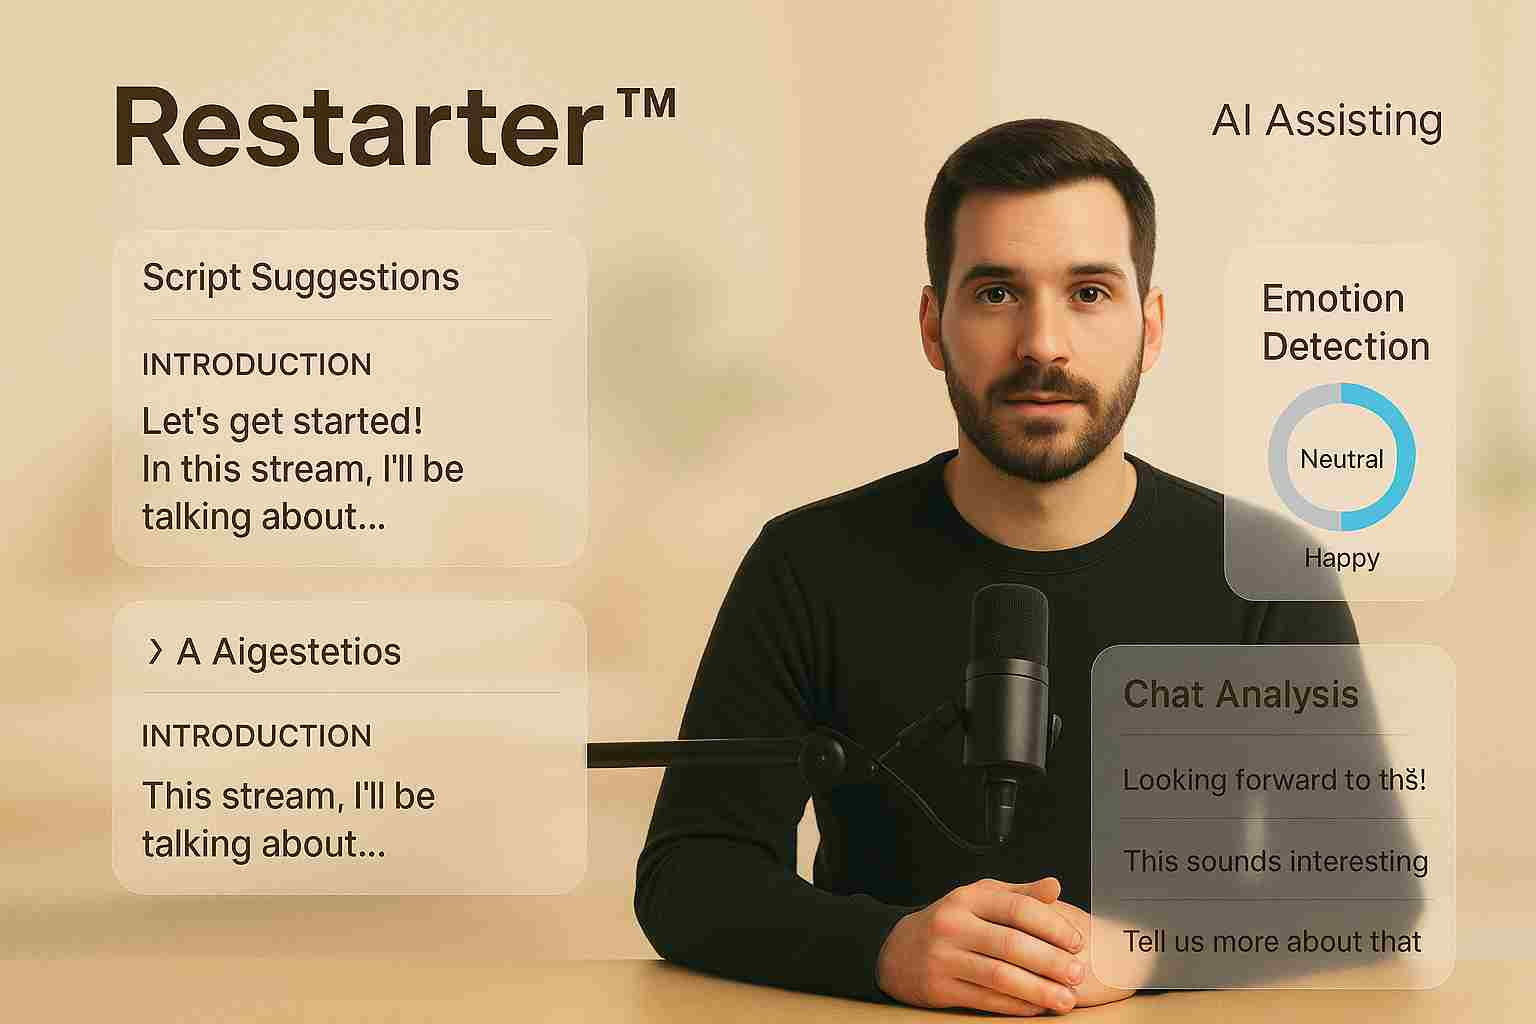 Restarter™
AI Assisting
Script Suggestions
INTRODUCTION
Let's get started!
In this stream, I'll be
talking about...
› A Aigestetios
INTRODUCTION
This stream, I'll be
talking about...
Emotion
Detection
Neutral
Happy
Chat Analysis
Looking forward to thš!
This sounds interesting
Tell us more about that